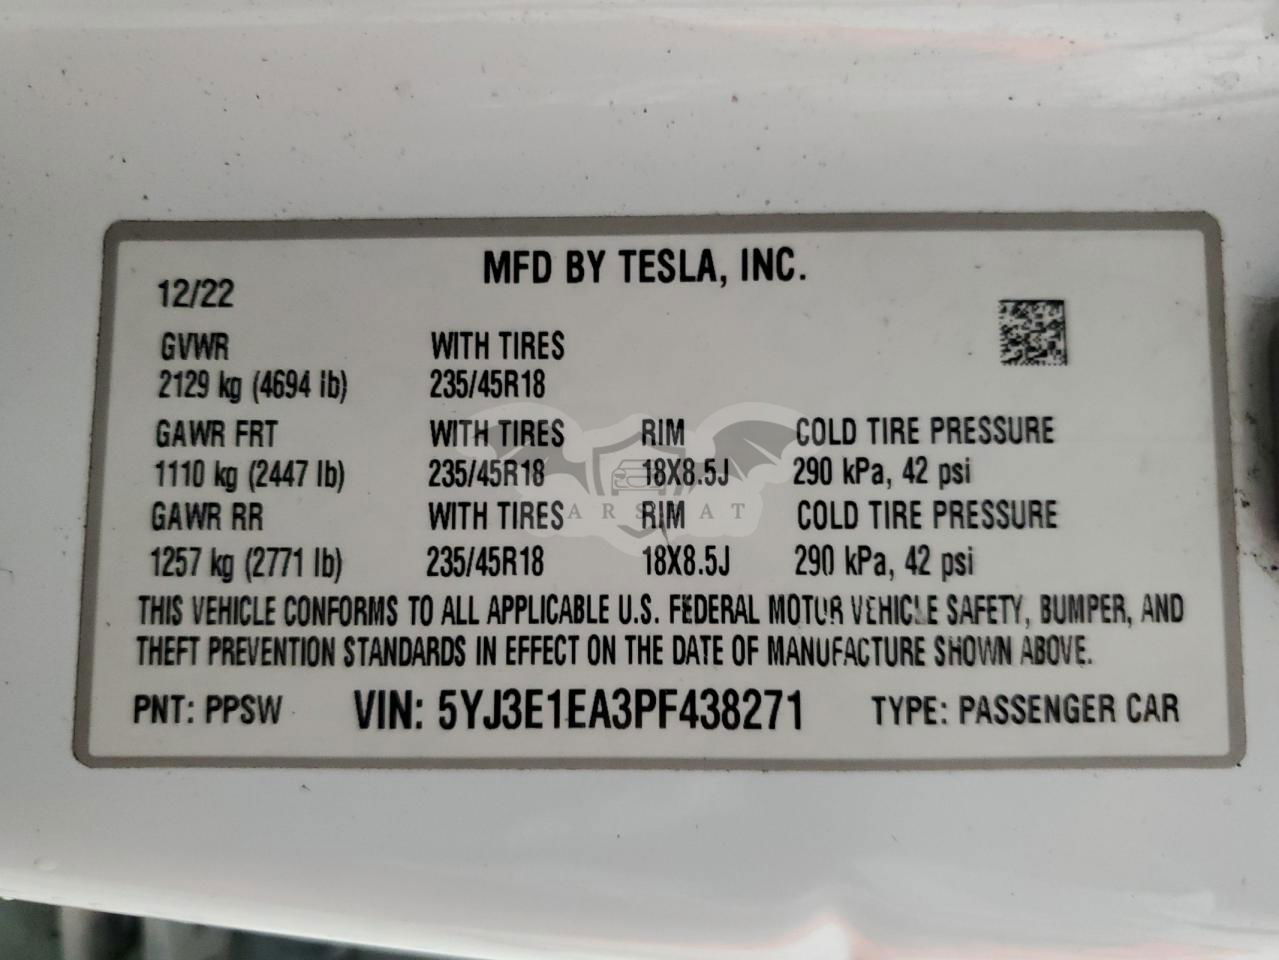 MFD BY TESLA, INC.
12/22
GVWR WITH TIRES
2129 kg (4694 lb) 235/45R18
GAWR FRT WITH TIRES RIM COLD TIRE PRESSURE
1110 kg (2447 lb) 235/45R18 18X8.5J 290 kPa, 42 psi
GAWR RR WITH TIRES RIM COLD TIRE PRESSURE
1257 kg (2771 lb) 235/45R18 18X8.5J 290 kPa, 42 psi
THIS VEHICLE CONFORMS TO ALL APPLICABLE U.S. FEDERAL MOTOR VEHICLE SAFETY, BUMPER, AND
THEFT PREVENTION STANDARDS IN EFFECT ON THE DATE OF MANUFACTURE SHOWN ABOVE.
PNT: PPSW VIN: 5YJ3E1EA3PF438271 TYPE: PASSENGER CAR